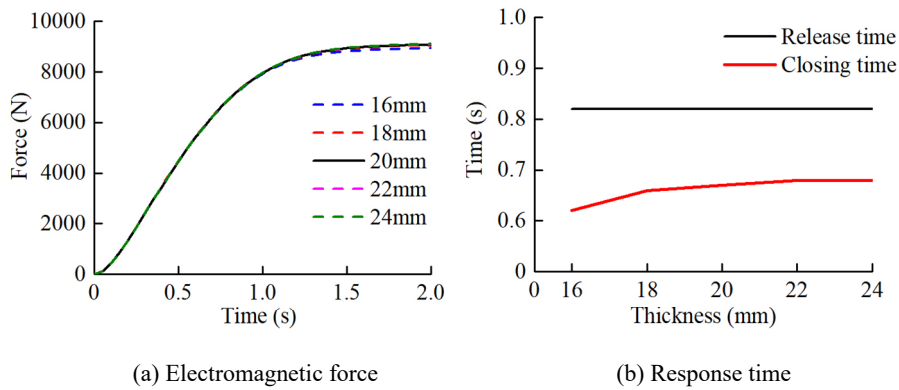 10000
8000
6000
4000
2000
0
Force (N)
16mm
18mm
20mm
22mm
24mm
0 0.5 1.0 1.5 2.0
Time (s)
(a) Electromagnetic force
1.0
0.9
0.8
0.7
0.6
0
Time (s)
Release time
Closing time
0 16 18 20 22 24
Thickness (mm)
(b) Response time